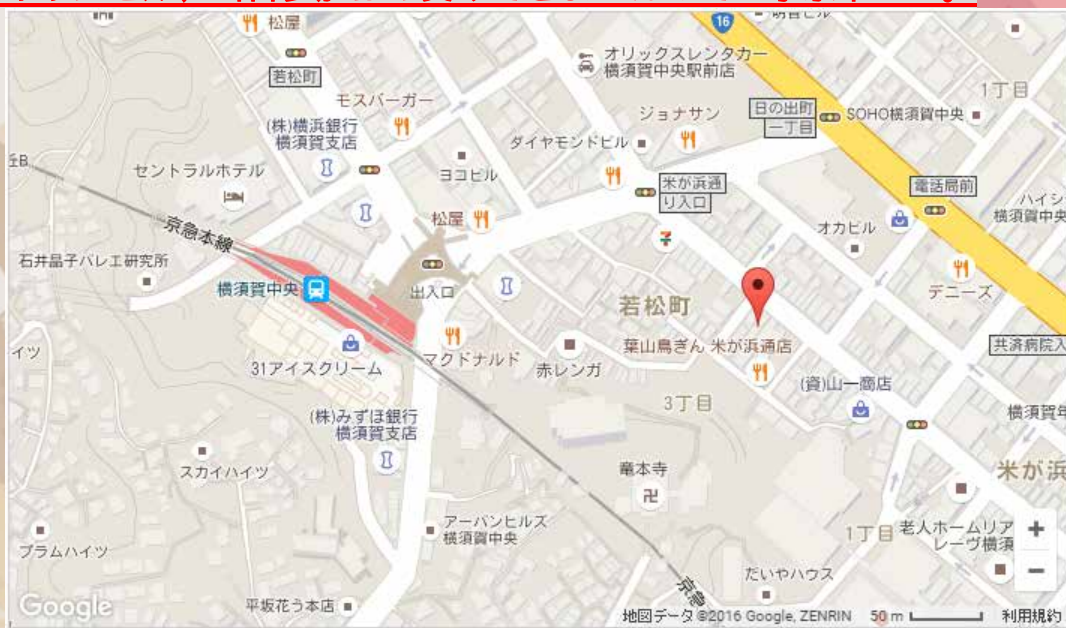 松屋
16
若松町
オリックスレンタカー
横須賀中央駅前店
1丁目
モスバーガー
ジョナサン
日の出町
一丁目
SOHO横須賀中央
(株)横浜銀行
横須賀支店
ダイヤモンドビル
セントラルホテル
ヨコビル
米が浜通
り入口
電話局前
ハイシ
横須賀中央
松屋
京急本線
オカビル
石井晶子バレエ研究所
横須賀中央
出入口
若松町
デニーズ
イツ
31アイスクリーム
マクドナルド
赤レンガ
葉山鳥ぎん 米が浜通店
共済病院入
3丁目
(資)山一商店
(株)みずほ銀行
横須賀支店
横須賀年
スカイハイツ
竜本寺
米が浜
アーバンヒルズ
横須賀中央
1丁目
老人ホームリア
レーヴ横須
プラムハイツ
だいやハウス
京急
Google
平坂花う本店
地図データ ©2016 Google, ZENRIN
50 m
利用規約